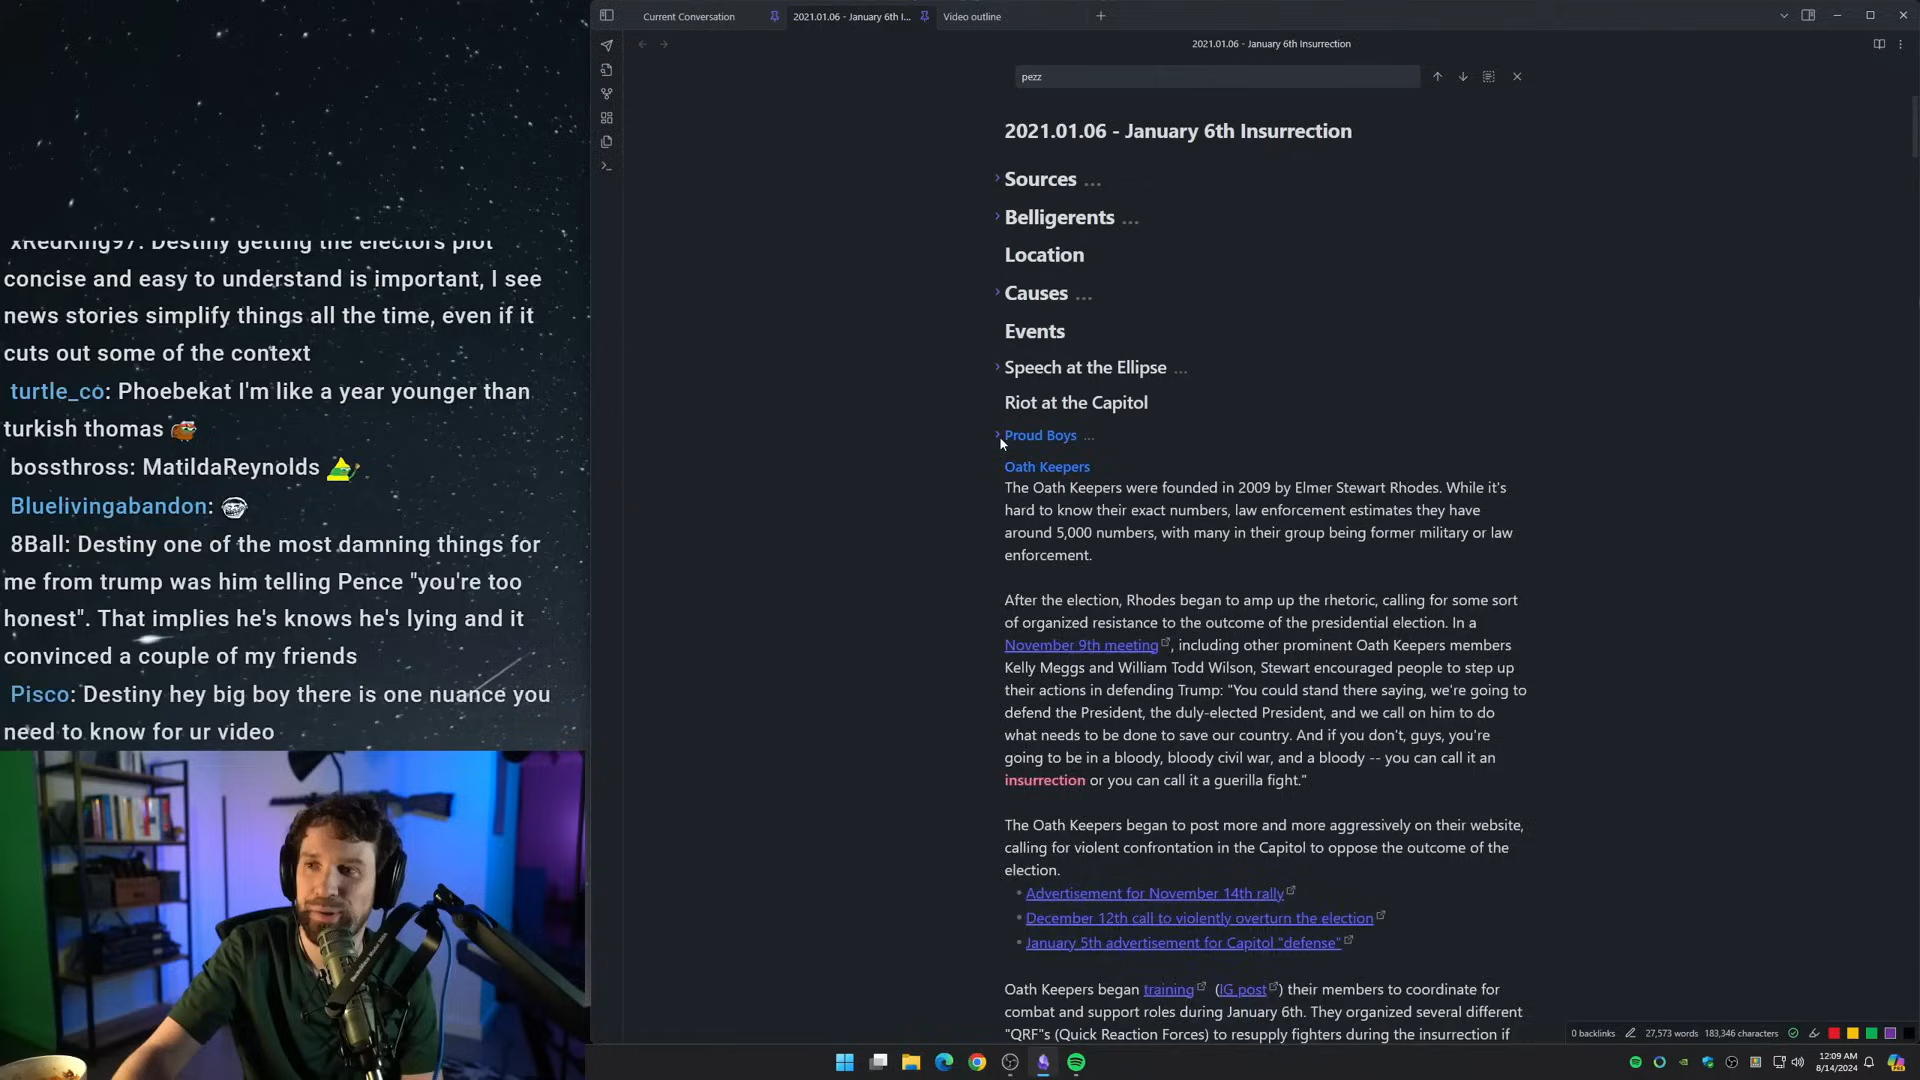 xRedKing97: Destiny getting the electors plot
concise and easy to understand is important, I see
news stories simplify things all the time, even if it
cuts out some of the context
turtle_co: Phoebekat I'm like a year younger than
turkish thomas
bossthross: MatildaReynolds
Bluelivingabandon:
8Ball: Destiny one of the most damning things for
me from trump was him telling Pence "you're too
honest". That implies he's knows he's lying and it
convinced a couple of my friends
Pisco: Destiny hey big boy there is one nuance you
need to know for ur video
Current Conversation
2021.01.06 - January 6th I...
Video outline
2021.01.06 - January 6th Insurrection
pezz
2021.01.06 - January 6th Insurrection
Sources ...
Belligerents ...
Location
Causes ...
Events
Speech at the Ellipse ...
Riot at the Capitol
Proud Boys ...
Oath Keepers
The Oath Keepers were founded in 2009 by Elmer Stewart Rhodes. While it's
hard to know their exact numbers, law enforcement estimates they have
around 5,000 numbers, with many in their group being former military or law
enforcement.
After the election, Rhodes began to amp up the rhetoric, calling for some sort
of organized resistance to the outcome of the presidential election. In a
November 9th meeting, including other prominent Oath Keepers members
Kelly Meggs and William Todd Wilson, Stewart encouraged people to step up
their actions in defending Trump: "You could stand there saying, we're going to
defend the President, the duly-elected President, and we call on him to do
what needs to be done to save our country. And if you don't, guys, you're
going to be in a bloody, bloody civil war, and a bloody -- you can call it an
insurrection or you can call it a guerilla fight."
The Oath Keepers began to post more and more aggressively on their website,
calling for violent confrontation in the Capitol to oppose the outcome of the
election.
• Advertisement for November 14th rally
• December 12th call to violently overturn the election
• January 5th advertisement for Capitol "defense"
Oath Keepers began training (IG post) their members to coordinate for
combat and support roles during January 6th. They organized several different
"QRF"s (Quick Reaction Forces) to resupply fighters during the insurrection if
0 backlinks 27,573 words 183,346 characters
12:09 AM
8/14/2024